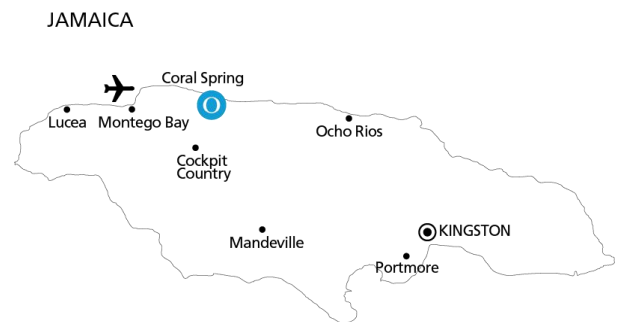 JAMAICA
Coral Spring
O
Lucea
Montego Bay
Ocho Rios
Cockpit
Country
Mandeville
KINGSTON
Portmore